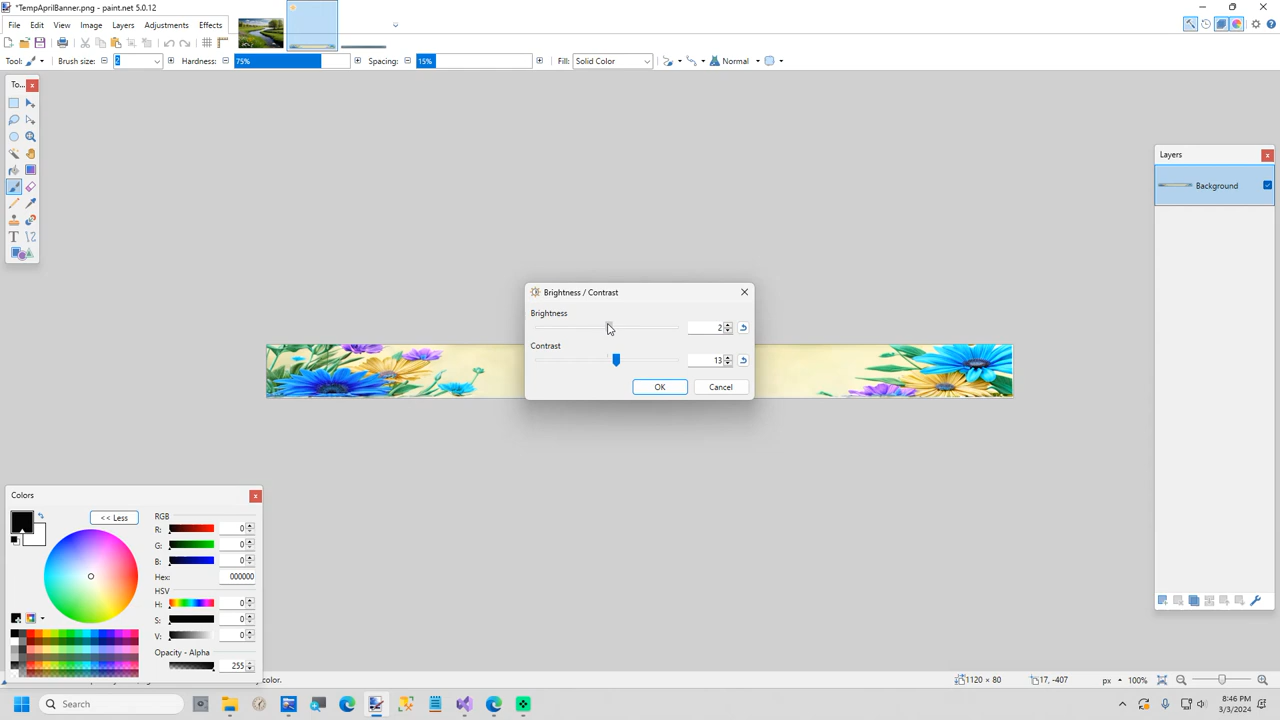 *TempAprilBanner.png - paint.net 5.0.12
File Edit View Image Layers Adjustments Effects
Tool: Brush size: 2 Hardness: 75% Spacing: 15% Fill: Solid Color Normal
To...
Layers
Background
Brightness / Contrast
Brightness
2
Contrast
13
OK Cancel
Colors
<< Less
RGB
R: 0
G: 0
B: 0
Hex: 000000
HSV
H: 0
S: 0
V: 0
Opacity - Alpha
255
color.
1120 × 80 17, -407 px 100%
Search
8:46 PM
3/3/2024